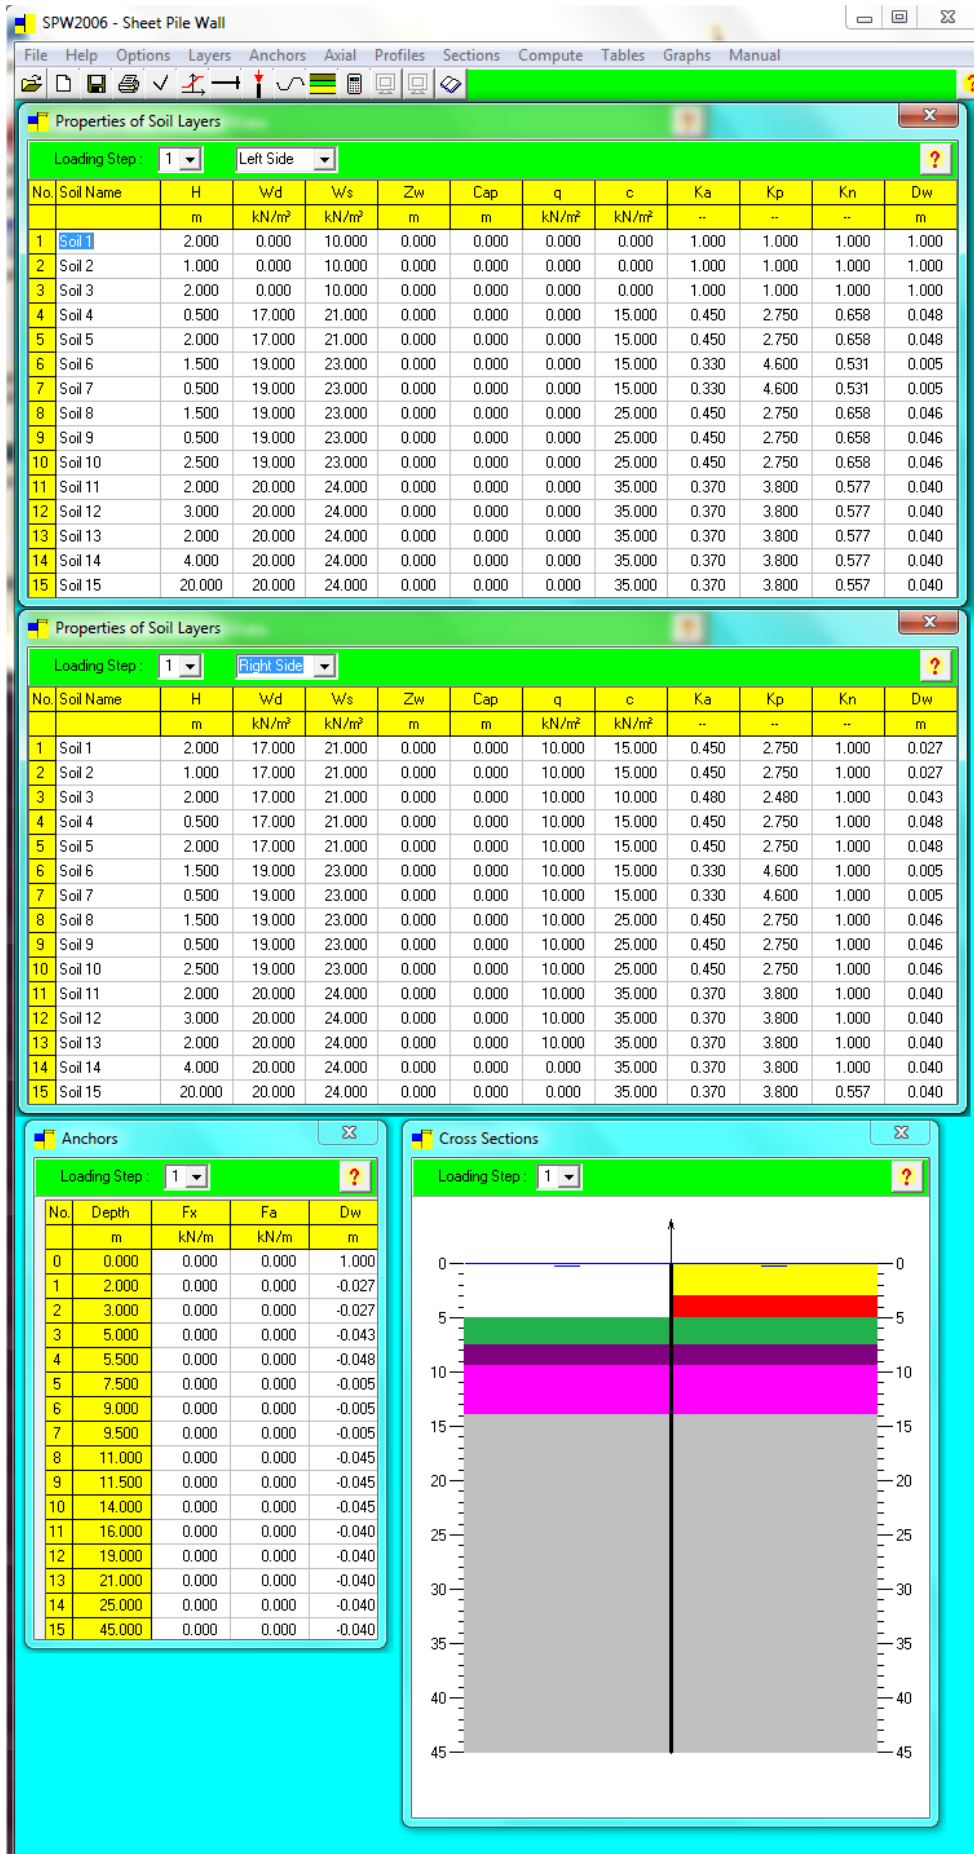 SPW2006 - Sheet Pile Wall
File Help Options Layers Anchors Axial Profiles Sections Compute Tables Graphs Manual
Properties of Soil Layers
Loading Step : 1 Left Side ?
No. Soil Name H Wd Ws Zw Cap q c Ka Kp Kn Dw
m kN/m³ kN/m³ m m kN/m² kN/m² -- -- -- m
1 Soil 1 2.000 0.000 10.000 0.000 0.000 0.000 0.000 1.000 1.000 1.000 1.000
2 Soil 2 1.000 0.000 10.000 0.000 0.000 0.000 0.000 1.000 1.000 1.000 1.000
3 Soil 3 2.000 0.000 10.000 0.000 0.000 0.000 0.000 1.000 1.000 1.000 1.000
4 Soil 4 0.500 17.000 21.000 0.000 0.000 0.000 15.000 0.450 2.750 0.658 0.048
5 Soil 5 2.000 17.000 21.000 0.000 0.000 0.000 15.000 0.450 2.750 0.658 0.048
6 Soil 6 1.500 19.000 23.000 0.000 0.000 0.000 15.000 0.330 4.600 0.531 0.005
7 Soil 7 0.500 19.000 23.000 0.000 0.000 0.000 15.000 0.330 4.600 0.531 0.005
8 Soil 8 1.500 19.000 23.000 0.000 0.000 0.000 25.000 0.450 2.750 0.658 0.046
9 Soil 9 0.500 19.000 23.000 0.000 0.000 0.000 25.000 0.450 2.750 0.658 0.046
10 Soil 10 2.500 19.000 23.000 0.000 0.000 0.000 25.000 0.450 2.750 0.658 0.046
11 Soil 11 2.000 20.000 24.000 0.000 0.000 0.000 35.000 0.370 3.800 0.577 0.040
12 Soil 12 3.000 20.000 24.000 0.000 0.000 0.000 35.000 0.370 3.800 0.577 0.040
13 Soil 13 2.000 20.000 24.000 0.000 0.000 0.000 35.000 0.370 3.800 0.577 0.040
14 Soil 14 4.000 20.000 24.000 0.000 0.000 0.000 35.000 0.370 3.800 0.577 0.040
15 Soil 15 20.000 20.000 24.000 0.000 0.000 0.000 35.000 0.370 3.800 0.557 0.040
Properties of Soil Layers
Loading Step : 1 Right Side ?
No. Soil Name H Wd Ws Zw Cap q c Ka Kp Kn Dw
m kN/m³ kN/m³ m m kN/m² kN/m² -- -- -- m
1 Soil 1 2.000 17.000 21.000 0.000 0.000 10.000 15.000 0.450 2.750 1.000 0.027
2 Soil 2 1.000 17.000 21.000 0.000 0.000 10.000 15.000 0.450 2.750 1.000 0.027
3 Soil 3 2.000 17.000 21.000 0.000 0.000 10.000 10.000 0.480 2.480 1.000 0.043
4 Soil 4 0.500 17.000 21.000 0.000 0.000 10.000 15.000 0.450 2.750 1.000 0.048
5 Soil 5 2.000 17.000 21.000 0.000 0.000 10.000 15.000 0.450 2.750 1.000 0.048
6 Soil 6 1.500 19.000 23.000 0.000 0.000 10.000 15.000 0.330 4.600 1.000 0.005
7 Soil 7 0.500 19.000 23.000 0.000 0.000 10.000 15.000 0.330 4.600 1.000 0.005
8 Soil 8 1.500 19.000 23.000 0.000 0.000 10.000 25.000 0.450 2.750 1.000 0.046
9 Soil 9 0.500 19.000 23.000 0.000 0.000 10.000 25.000 0.450 2.750 1.000 0.046
10 Soil 10 2.500 19.000 23.000 0.000 0.000 10.000 25.000 0.450 2.750 1.000 0.046
11 Soil 11 2.000 20.000 24.000 0.000 0.000 10.000 35.000 0.370 3.800 1.000 0.040
12 Soil 12 3.000 20.000 24.000 0.000 0.000 10.000 35.000 0.370 3.800 1.000 0.040
13 Soil 13 2.000 20.000 24.000 0.000 0.000 10.000 35.000 0.370 3.800 1.000 0.040
14 Soil 14 4.000 20.000 24.000 0.000 0.000 0.000 35.000 0.370 3.800 1.000 0.040
15 Soil 15 20.000 20.000 24.000 0.000 0.000 0.000 35.000 0.370 3.800 0.557 0.040
Anchors
Loading Step : 1 ?
No. Depth Fx Fa Dw
m kN/m kN/m m
0 0.000 0.000 0.000 1.000
1 2.000 0.000 0.000 -0.027
2 3.000 0.000 0.000 -0.027
3 5.000 0.000 0.000 -0.043
4 5.500 0.000 0.000 -0.048
5 7.500 0.000 0.000 -0.005
6 9.000 0.000 0.000 -0.005
7 9.500 0.000 0.000 -0.005
8 11.000 0.000 0.000 -0.045
9 11.500 0.000 0.000 -0.045
10 14.000 0.000 0.000 -0.045
11 16.000 0.000 0.000 -0.040
12 19.000 0.000 0.000 -0.040
13 21.000 0.000 0.000 -0.040
14 25.000 0.000 0.000 -0.040
15 45.000 0.000 0.000 -0.040
Cross Sections
Loading Step : 1 ?
0 0
5 5
10 10
15 15
20 20
25 25
30 30
35 35
40 40
45 45